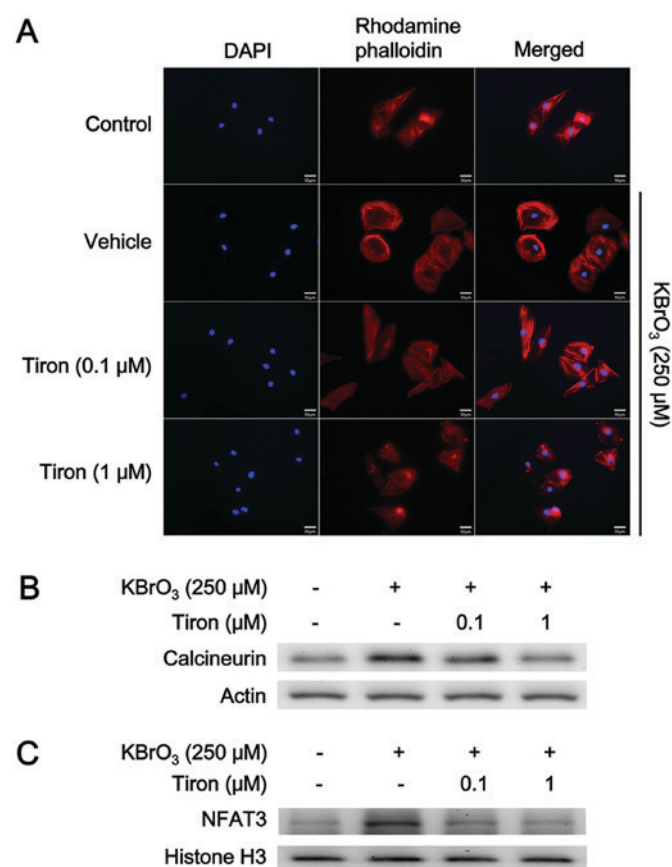 A
DAPI
Rhodamine phalloidin
Merged
Control
Vehicle
Tiron (0.1 µM)
Tiron (1 µM)
KBrO₃ (250 µM)
B
KBrO₃ (250 µM) - + + +
Tiron (µM) - - 0.1 1
Calcineurin
Actin
C
KBrO₃ (250 µM) - + + +
Tiron (µM) - - 0.1 1
NFAT3
Histone H3